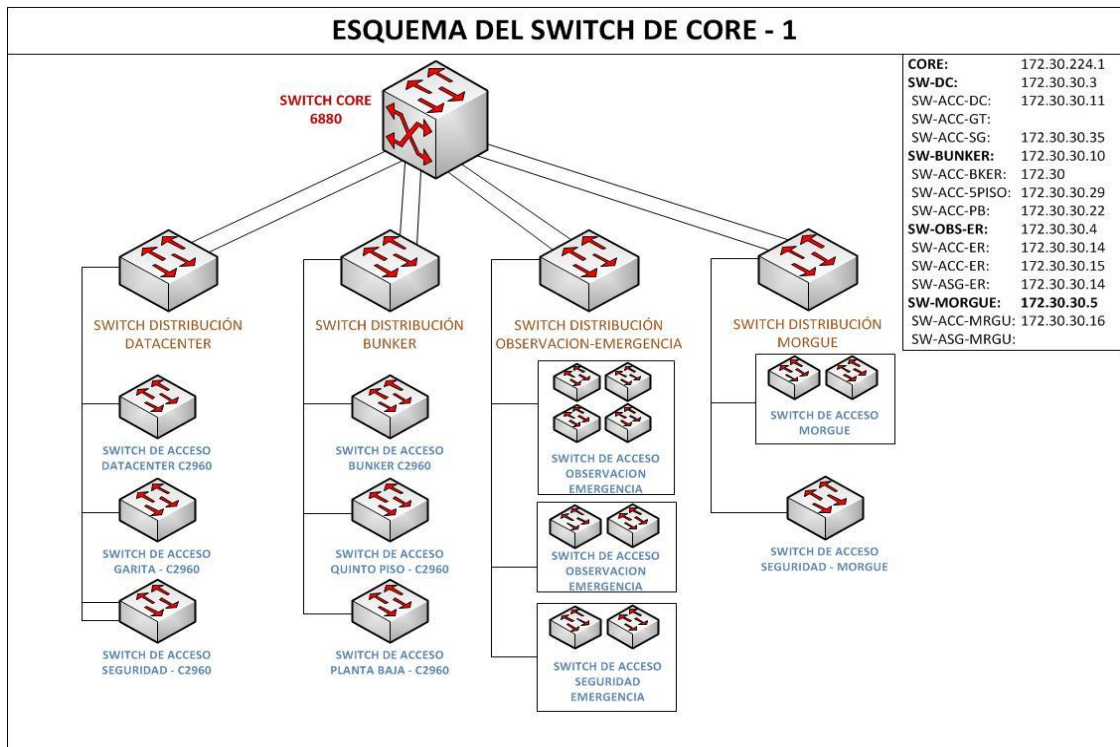 ESQUEMA DEL SWITCH DE CORE - 1
SWITCH CORE
6880
CORE: 172.30.224.1
SW-DC: 172.30.30.3
SW-ACC-DC: 172.30.30.11
SW-ACC-GT:
SW-ACC-SG: 172.30.30.35
SW-BUNKER: 172.30.30.10
SW-ACC-BKER: 172.30
SW-ACC-5PISO: 172.30.30.29
SW-ACC-PB: 172.30.30.22
SW-OBS-ER: 172.30.30.4
SW-ACC-ER: 172.30.30.14
SW-ACC-ER: 172.30.30.15
SW-ASG-ER: 172.30.30.14
SW-MORGUE: 172.30.30.5
SW-ACC-MRGU: 172.30.30.16
SW-ASG-MRGU:
SWITCH DISTRIBUCIÓN
DATACENTER
SWITCH DE ACCESO
DATACENTER C2960
SWITCH DE ACCESO
GARITA - C2960
SWITCH DE ACCESO
SEGURIDAD - C2960
SWITCH DISTRIBUCIÓN
BUNKER
SWITCH DE ACCESO
BUNKER C2960
SWITCH DE ACCESO
QUINTO PISO - C2960
SWITCH DE ACCESO
PLANTA BAJA - C2960
SWITCH DISTRIBUCIÓN
OBSERVACION-EMERGENCIA
SWITCH DE ACCESO
OBSERVACION
EMERGENCIA
SWITCH DE ACCESO
OBSERVACION
EMERGENCIA
SWITCH DE ACCESO
SEGURIDAD
EMERGENCIA
SWITCH DISTRIBUCIÓN
MORGUE
SWITCH DE ACCESO
MORGUE
SWITCH DE ACCESO
SEGURIDAD - MORGUE